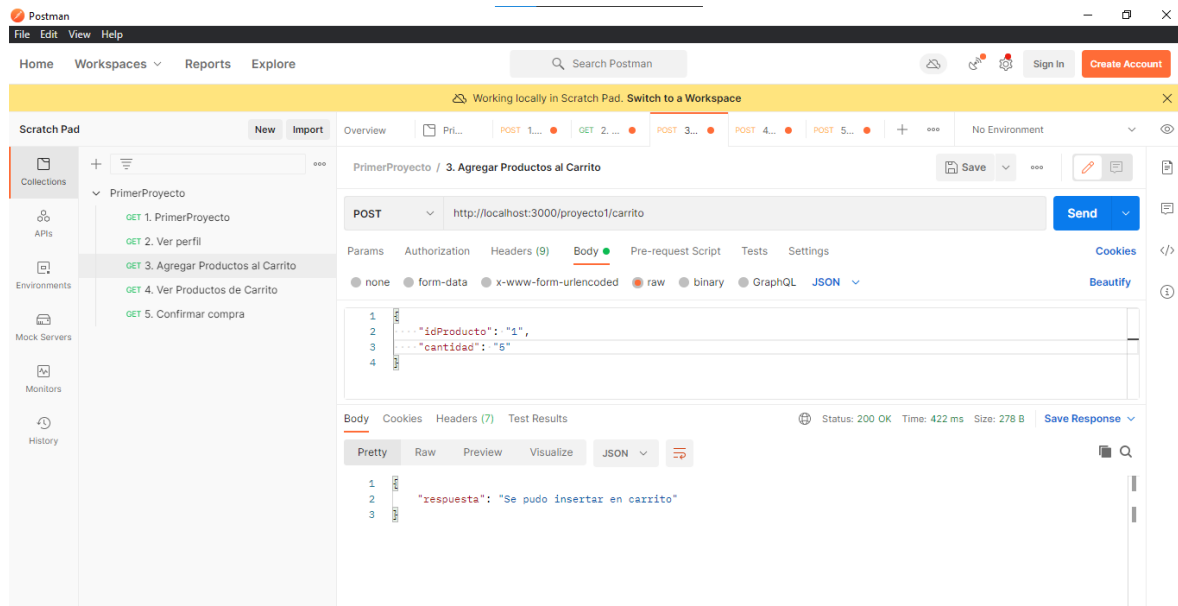 Postman
File Edit View Help
Home Workspaces Reports Explore Search Postman Sign In Create Account
Working locally in Scratch Pad. Switch to a Workspace
Scratch Pad New Import Overview Pri... POST 1.... GET 2. ... POST 3... POST 4... POST 5... No Environment
Collections
APIs
Environments
Mock Servers
Monitors
History
PrimerProyecto
GET 1. PrimerProyecto
GET 2. Ver perfil
GET 3. Agregar Productos al Carrito
GET 4. Ver Productos de Carrito
GET 5. Confirmar compra
PrimerProyecto / 3. Agregar Productos al Carrito Save
POST http://localhost:3000/proyecto1/carrito Send
Params Authorization Headers (9) Body Pre-request Script Tests Settings Cookies
none form-data x-www-form-urlencoded raw binary GraphQL JSON Beautify
1 {
2 "idProducto": "1",
3 "cantidad": "5"
4 }
Body Cookies Headers (7) Test Results Status: 200 OK Time: 422 ms Size: 278 B Save Response
Pretty Raw Preview Visualize JSON
1 {
2 "respuesta": "Se pudo insertar en carrito"
3 }